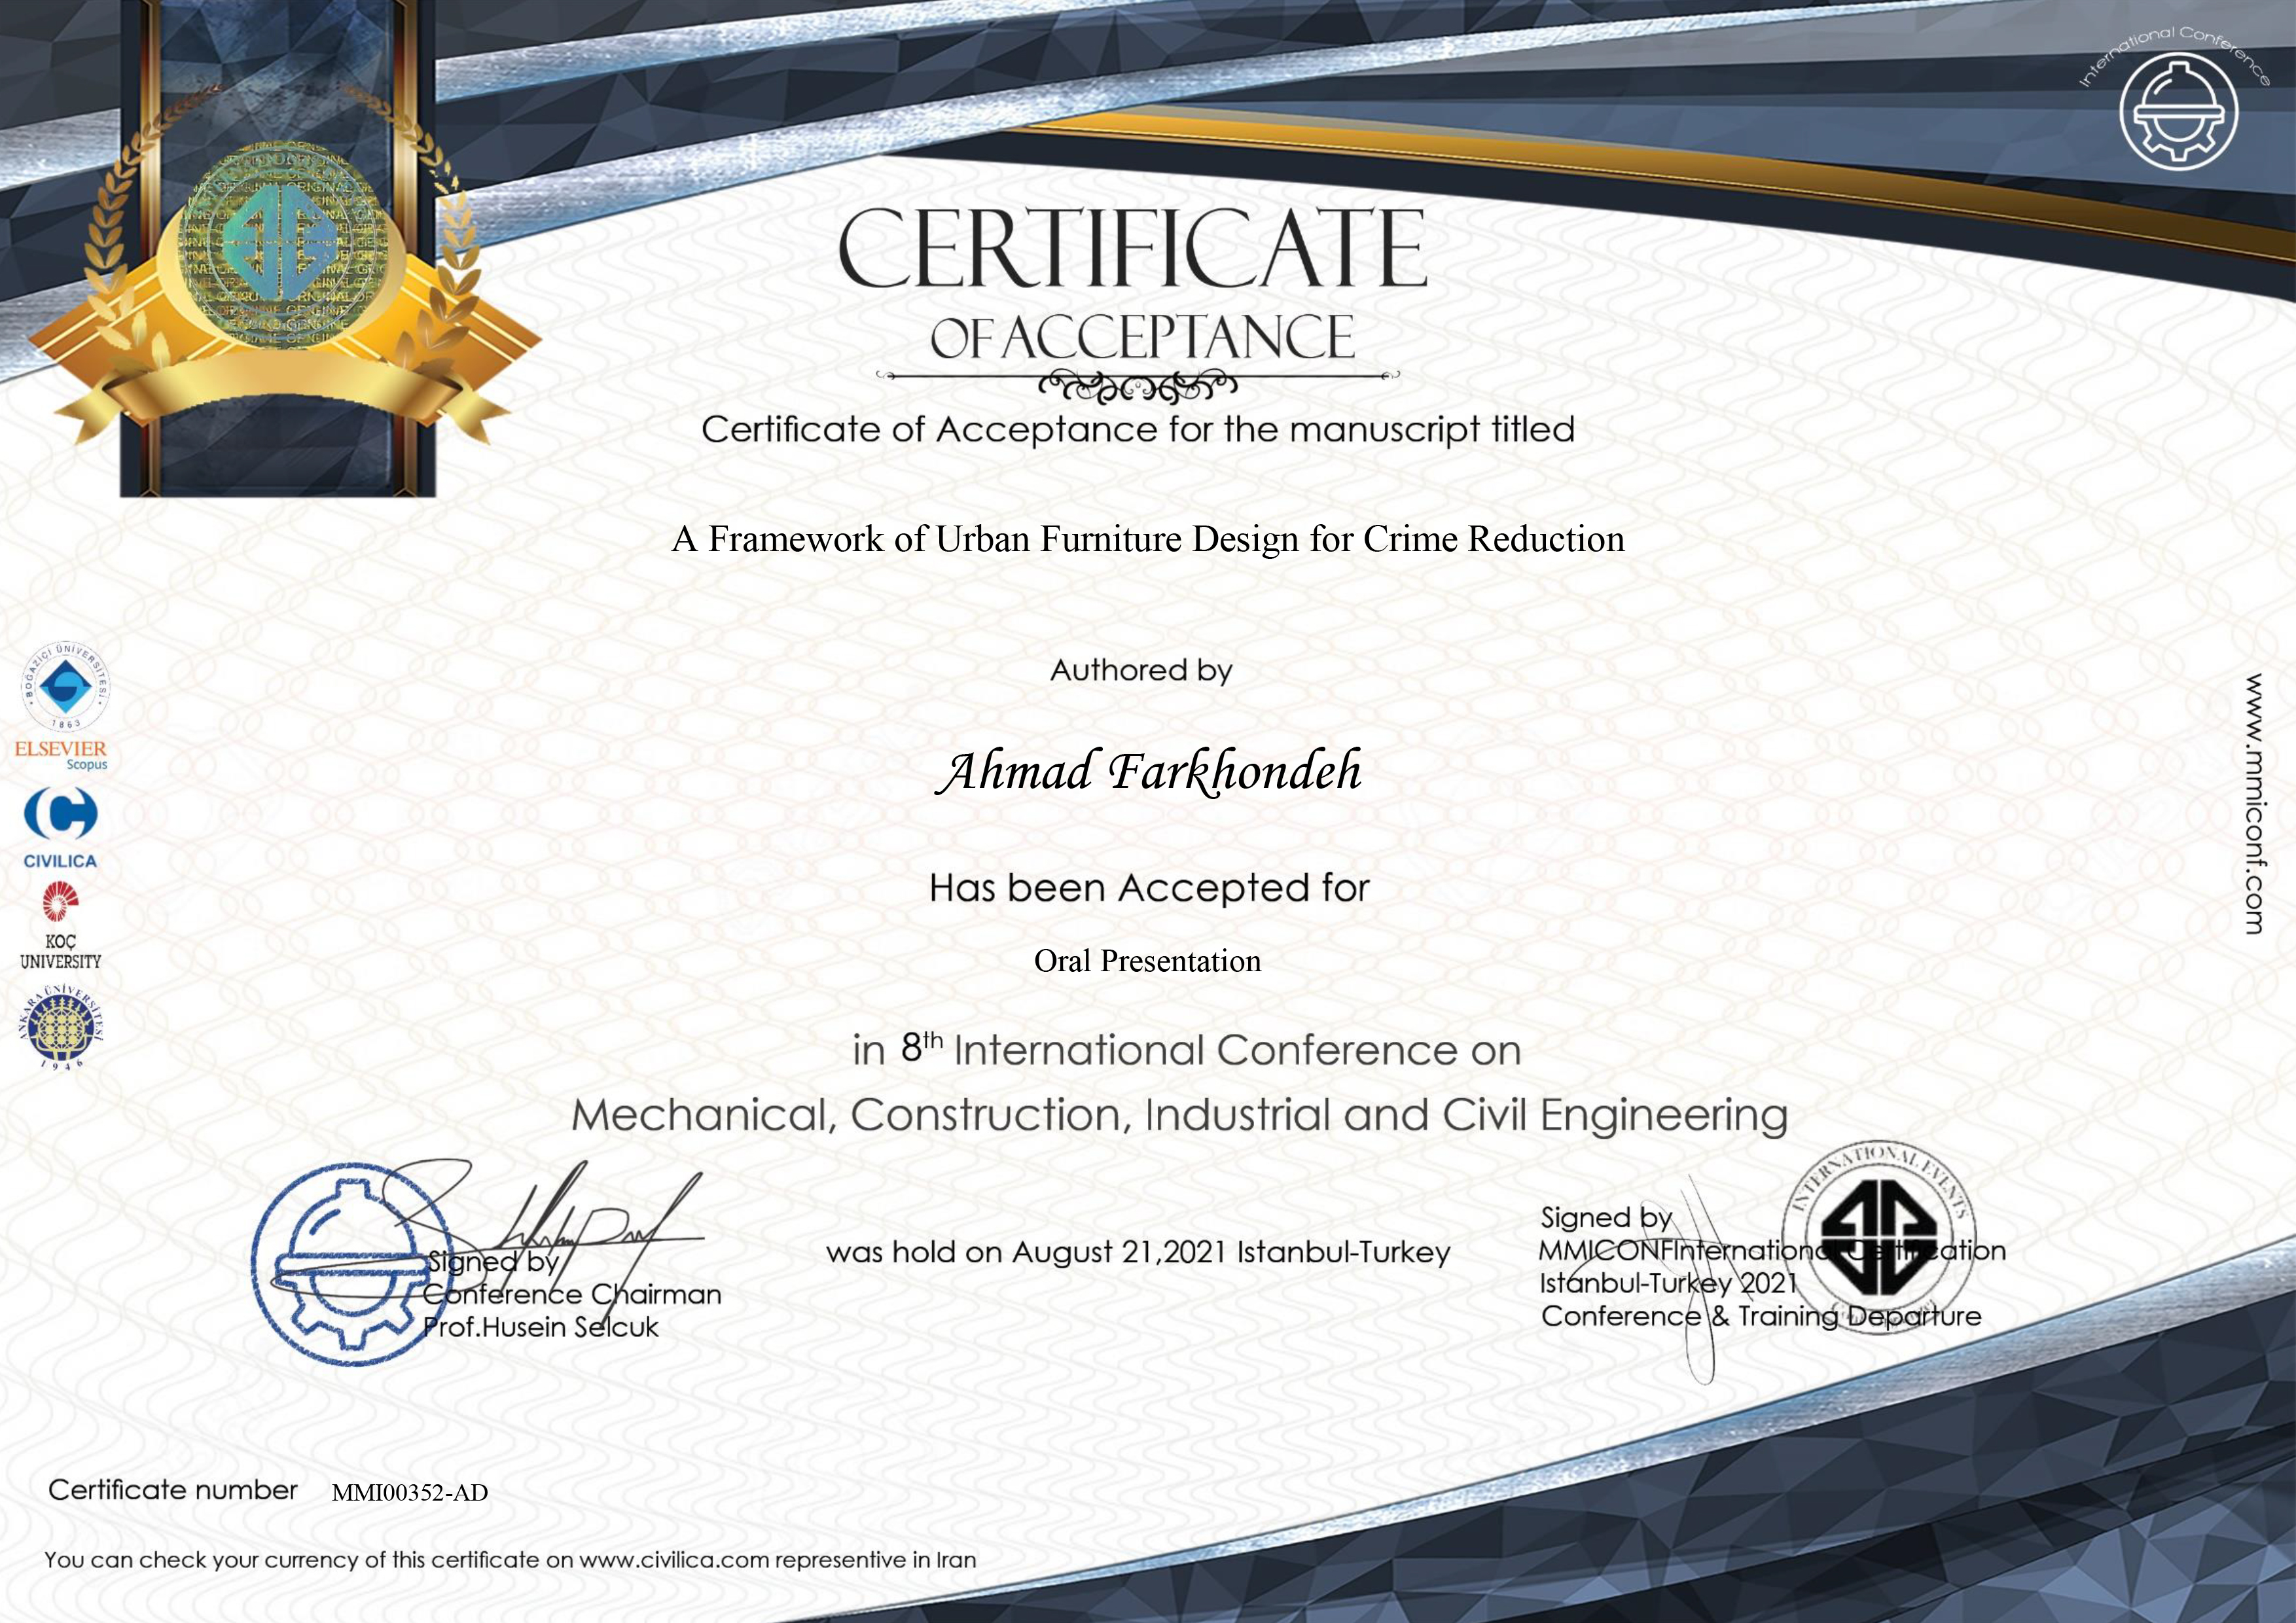 International Conference
CERTIFICATE
OF ACCEPTANCE
Certificate of Acceptance for the manuscript titled
A Framework of Urban Furniture Design for Crime Reduction
Authored by
Ahmad Farkhondeh
Has been Accepted for
Oral Presentation
in 8th International Conference on
Mechanical, Construction, Industrial and Civil Engineering
BOĞAZİÇİ ÜNİVERSİTESİ
1863
ELSEVIER
Scopus
CIVILICA
KOÇ
UNIVERSITY
ANKARA ÜNİVERSİTESİ
1946
www.mmiconf.com
Signed by
Conference Chairman
Prof.Husein Selcuk
was hold on August 21,2021 Istanbul-Turkey
INTERNATIONAL EVENTS
Signed by
MMICONFInternational Certification
Istanbul-Turkey 2021
Conference & Training Departure
Certificate number MMI00352-AD
You can check your currency of this certificate on www.civilica.com representive in Iran